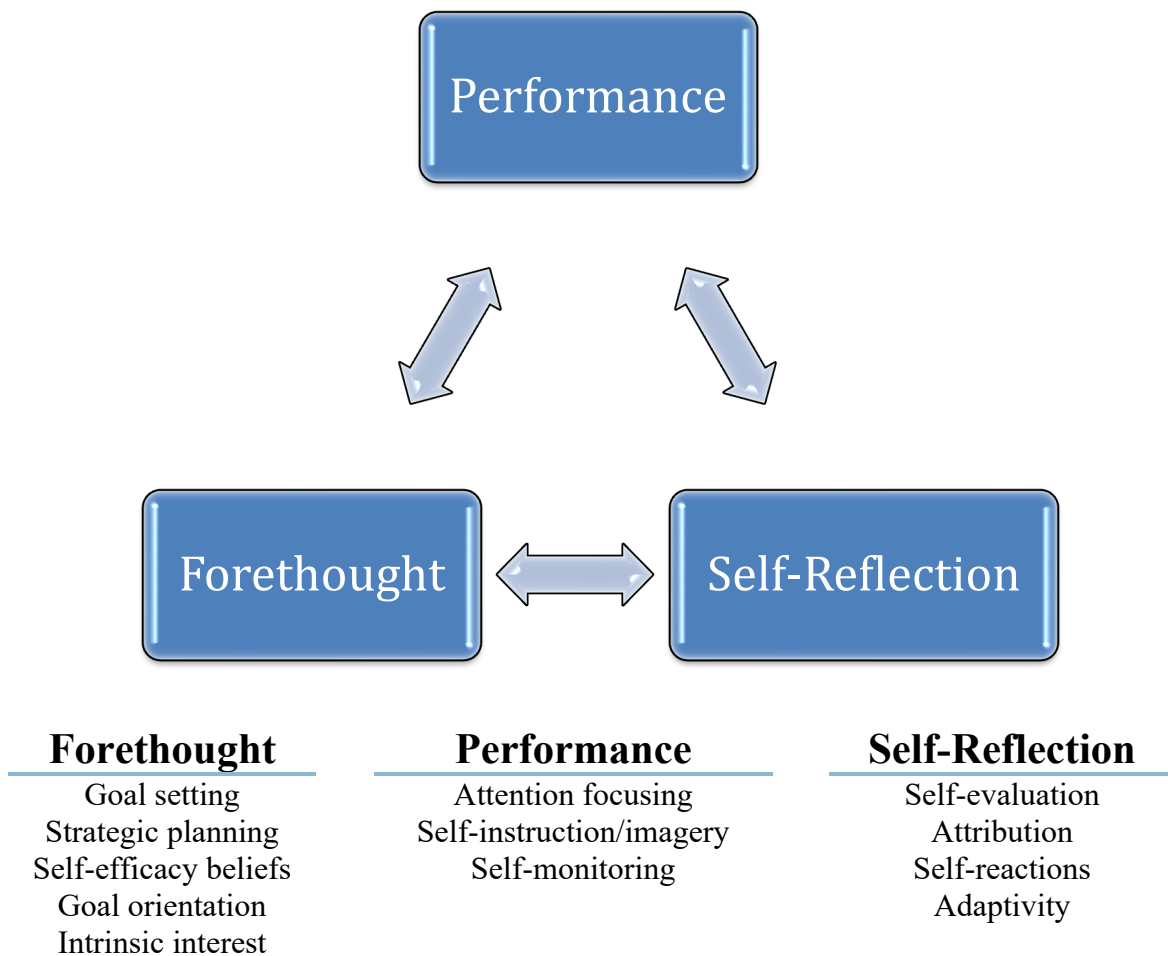 Performance
Forethought
Self-Reflection
Forethought
Goal setting
Strategic planning
Self-efficacy beliefs
Goal orientation
Intrinsic interest
Performance
Attention focusing
Self-instruction/imagery
Self-monitoring
Self-Reflection
Self-evaluation
Attribution
Self-reactions
Adaptivity